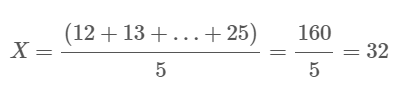 X = (12 + 13 + . . . + 25) / 5 = 160 / 5 = 32